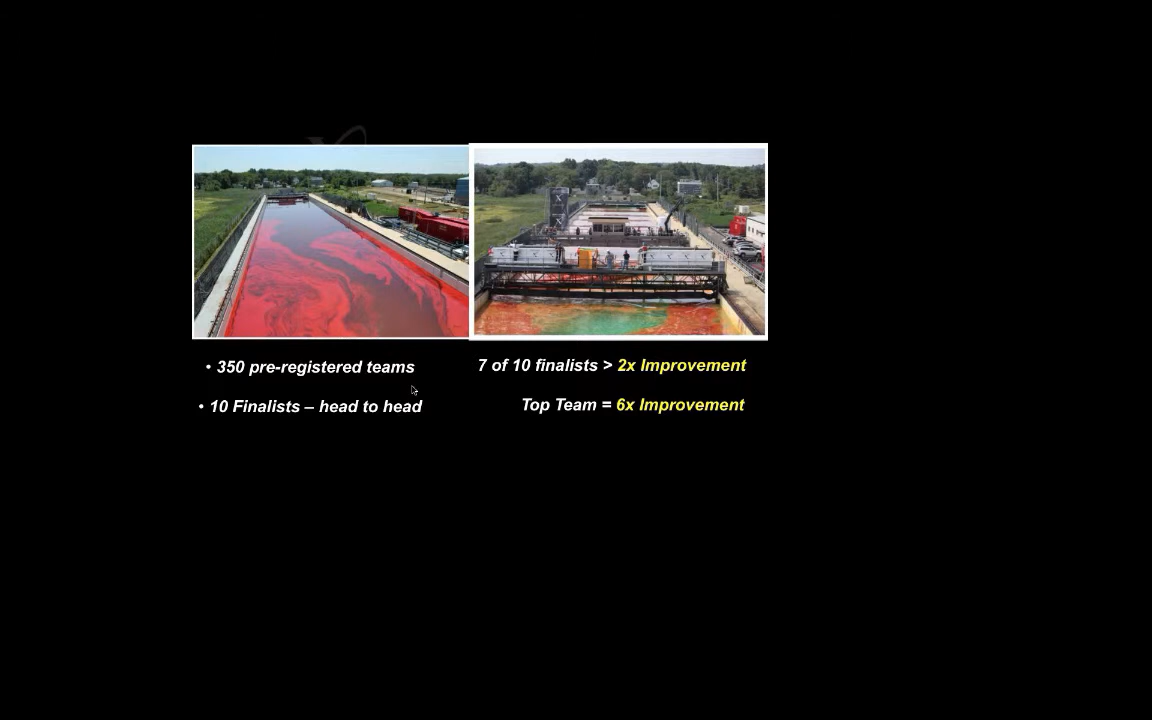 • 350 pre-registered teams
• 10 Finalists – head to head
7 of 10 finalists > 2x Improvement
Top Team = 6x Improvement